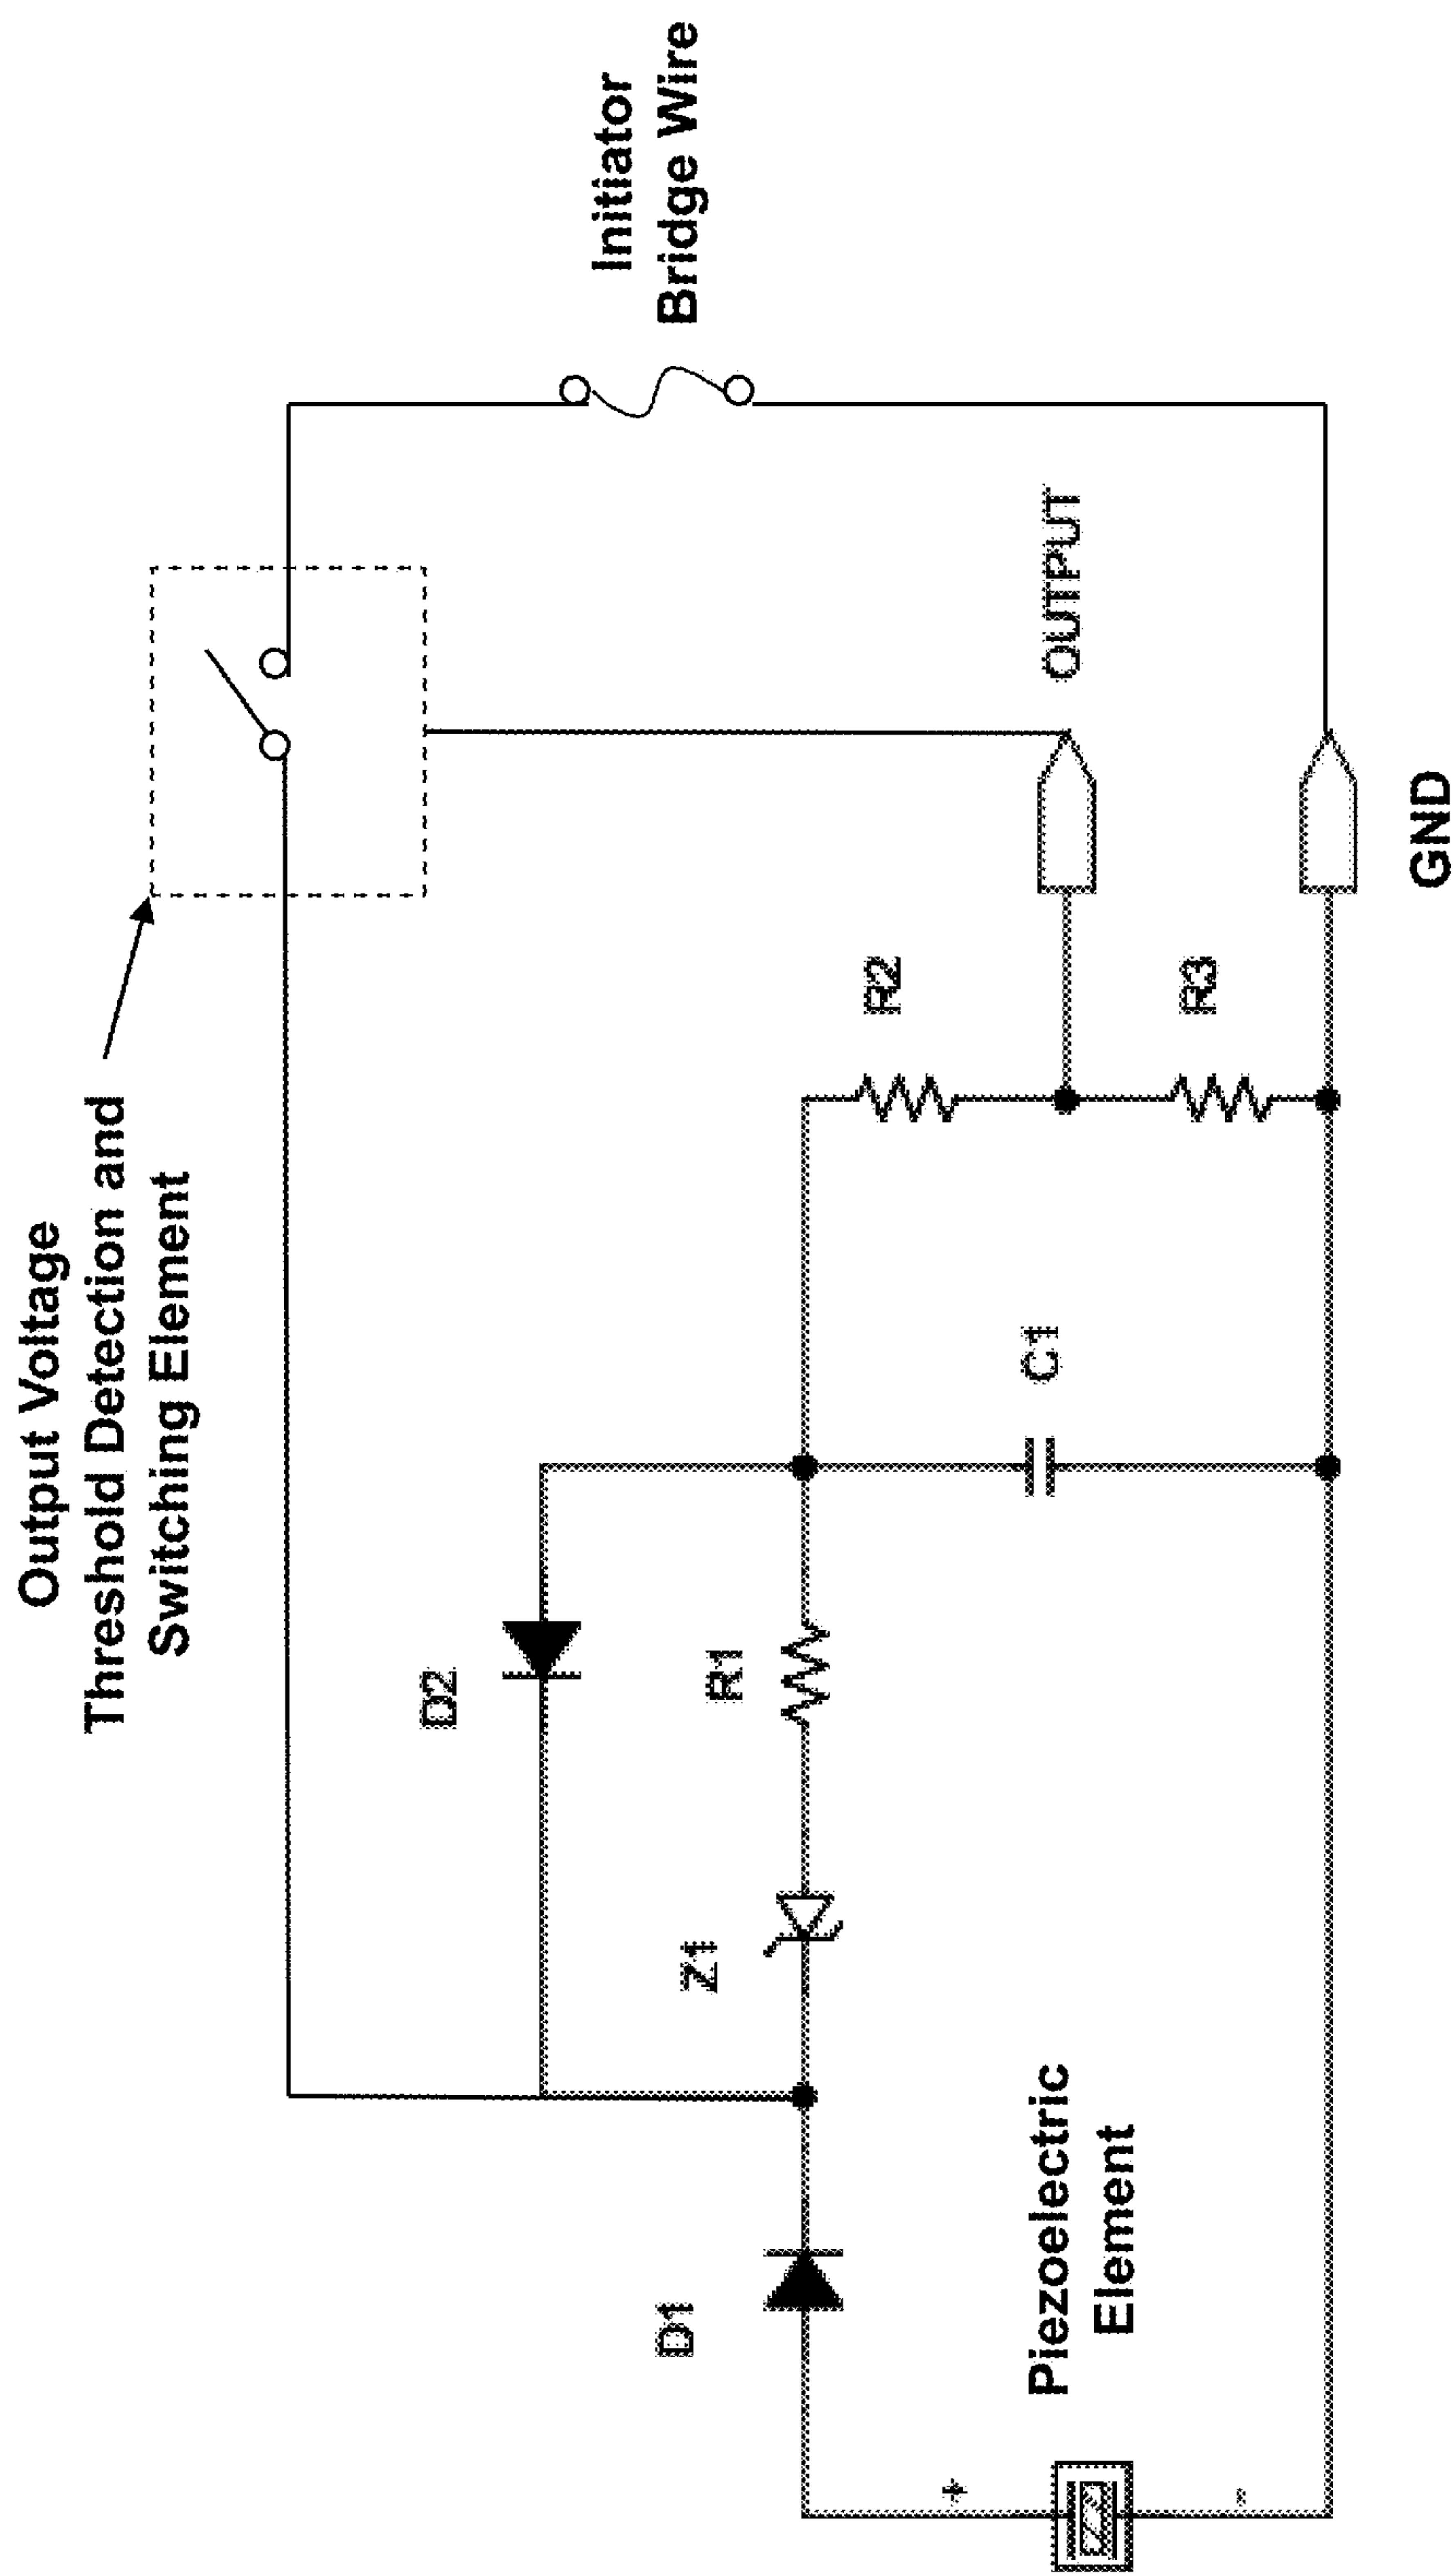 Output Voltage
Threshold Detection and
Switching Element
Initiator
Bridge Wire
D2
R1
Z1
D1
C1
R2
R3
OUTPUT
GND
Piezoelectric
Element
+
-